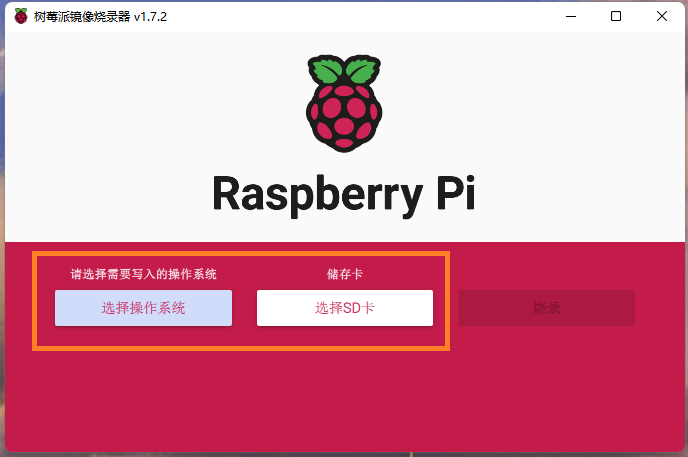 树莓派镜像烧录器 v1.7.2
Raspberry Pi
请选择需要写入的操作系统
储存卡
选择操作系统
选择SD卡
烧录